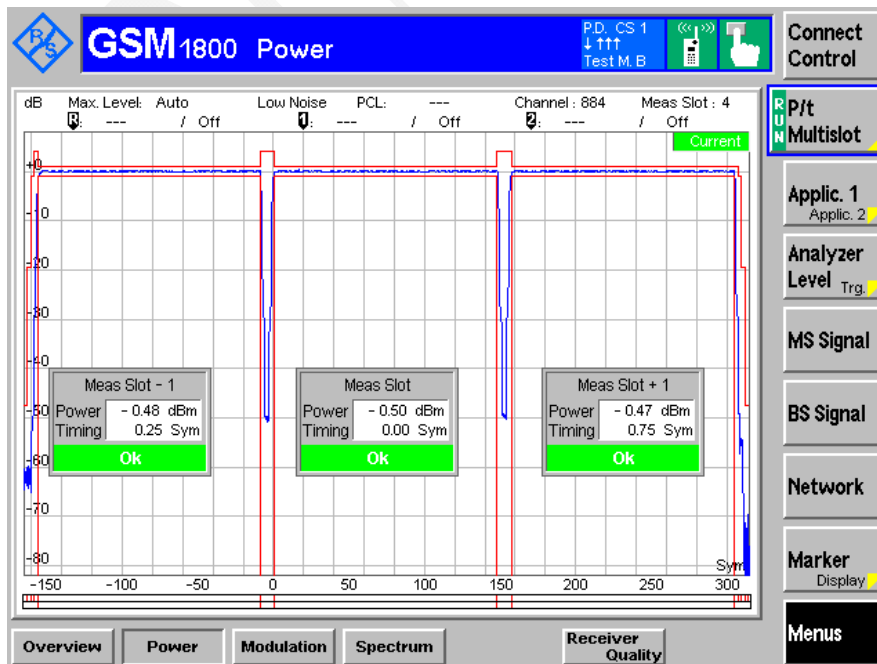 R/S
GSM1800 Power
P.D. CS 1
↓ ↑↑↑
Test M. B
Connect
Control
dB Max. Level: Auto Low Noise PCL: --- Channel : 884 Meas Slot : 4
R: --- / Off 1: --- / Off 2: --- / Off
Current
RUN
P/t
Multislot
Applic. 1
Applic. 2
Analyzer
Level Trg.
MS Signal
BS Signal
Network
Marker
Display
Menus
+0
-10
-20
-30
-40
-50
-60
-70
-80
Meas Slot - 1
Power - 0.48 dBm
Timing 0.25 Sym
Ok
Meas Slot
Power - 0.50 dBm
Timing 0.00 Sym
Ok
Meas Slot + 1
Power - 0.47 dBm
Timing 0.75 Sym
Ok
Sym
-150 -100 -50 0 50 100 150 200 250 300
Overview Power Modulation Spectrum Receiver Quality